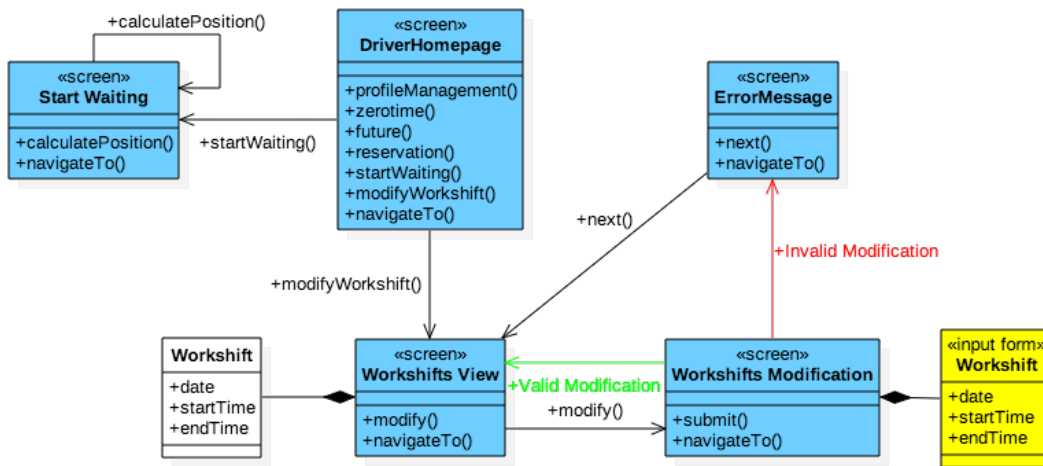 +calculatePosition()
«screen»
Start Waiting
+calculatePosition()
+navigateTo()
+startWaiting()
«screen»
DriverHomepage
+profileManagement()
+zerotime()
+future()
+reservation()
+startWaiting()
+modifyWorkshift()
+navigateTo()
«screen»
ErrorMessage
+next()
+navigateTo()
+next()
+Invalid Modification
+modifyWorkshift()
Workshift
+date
+startTime
+endTime
«screen»
Workshifts View
+modify()
+navigateTo()
+Valid Modification
+modify()
«screen»
Workshifts Modification
+submit()
+navigateTo()
«input form»
Workshift
+date
+startTime
+endTime